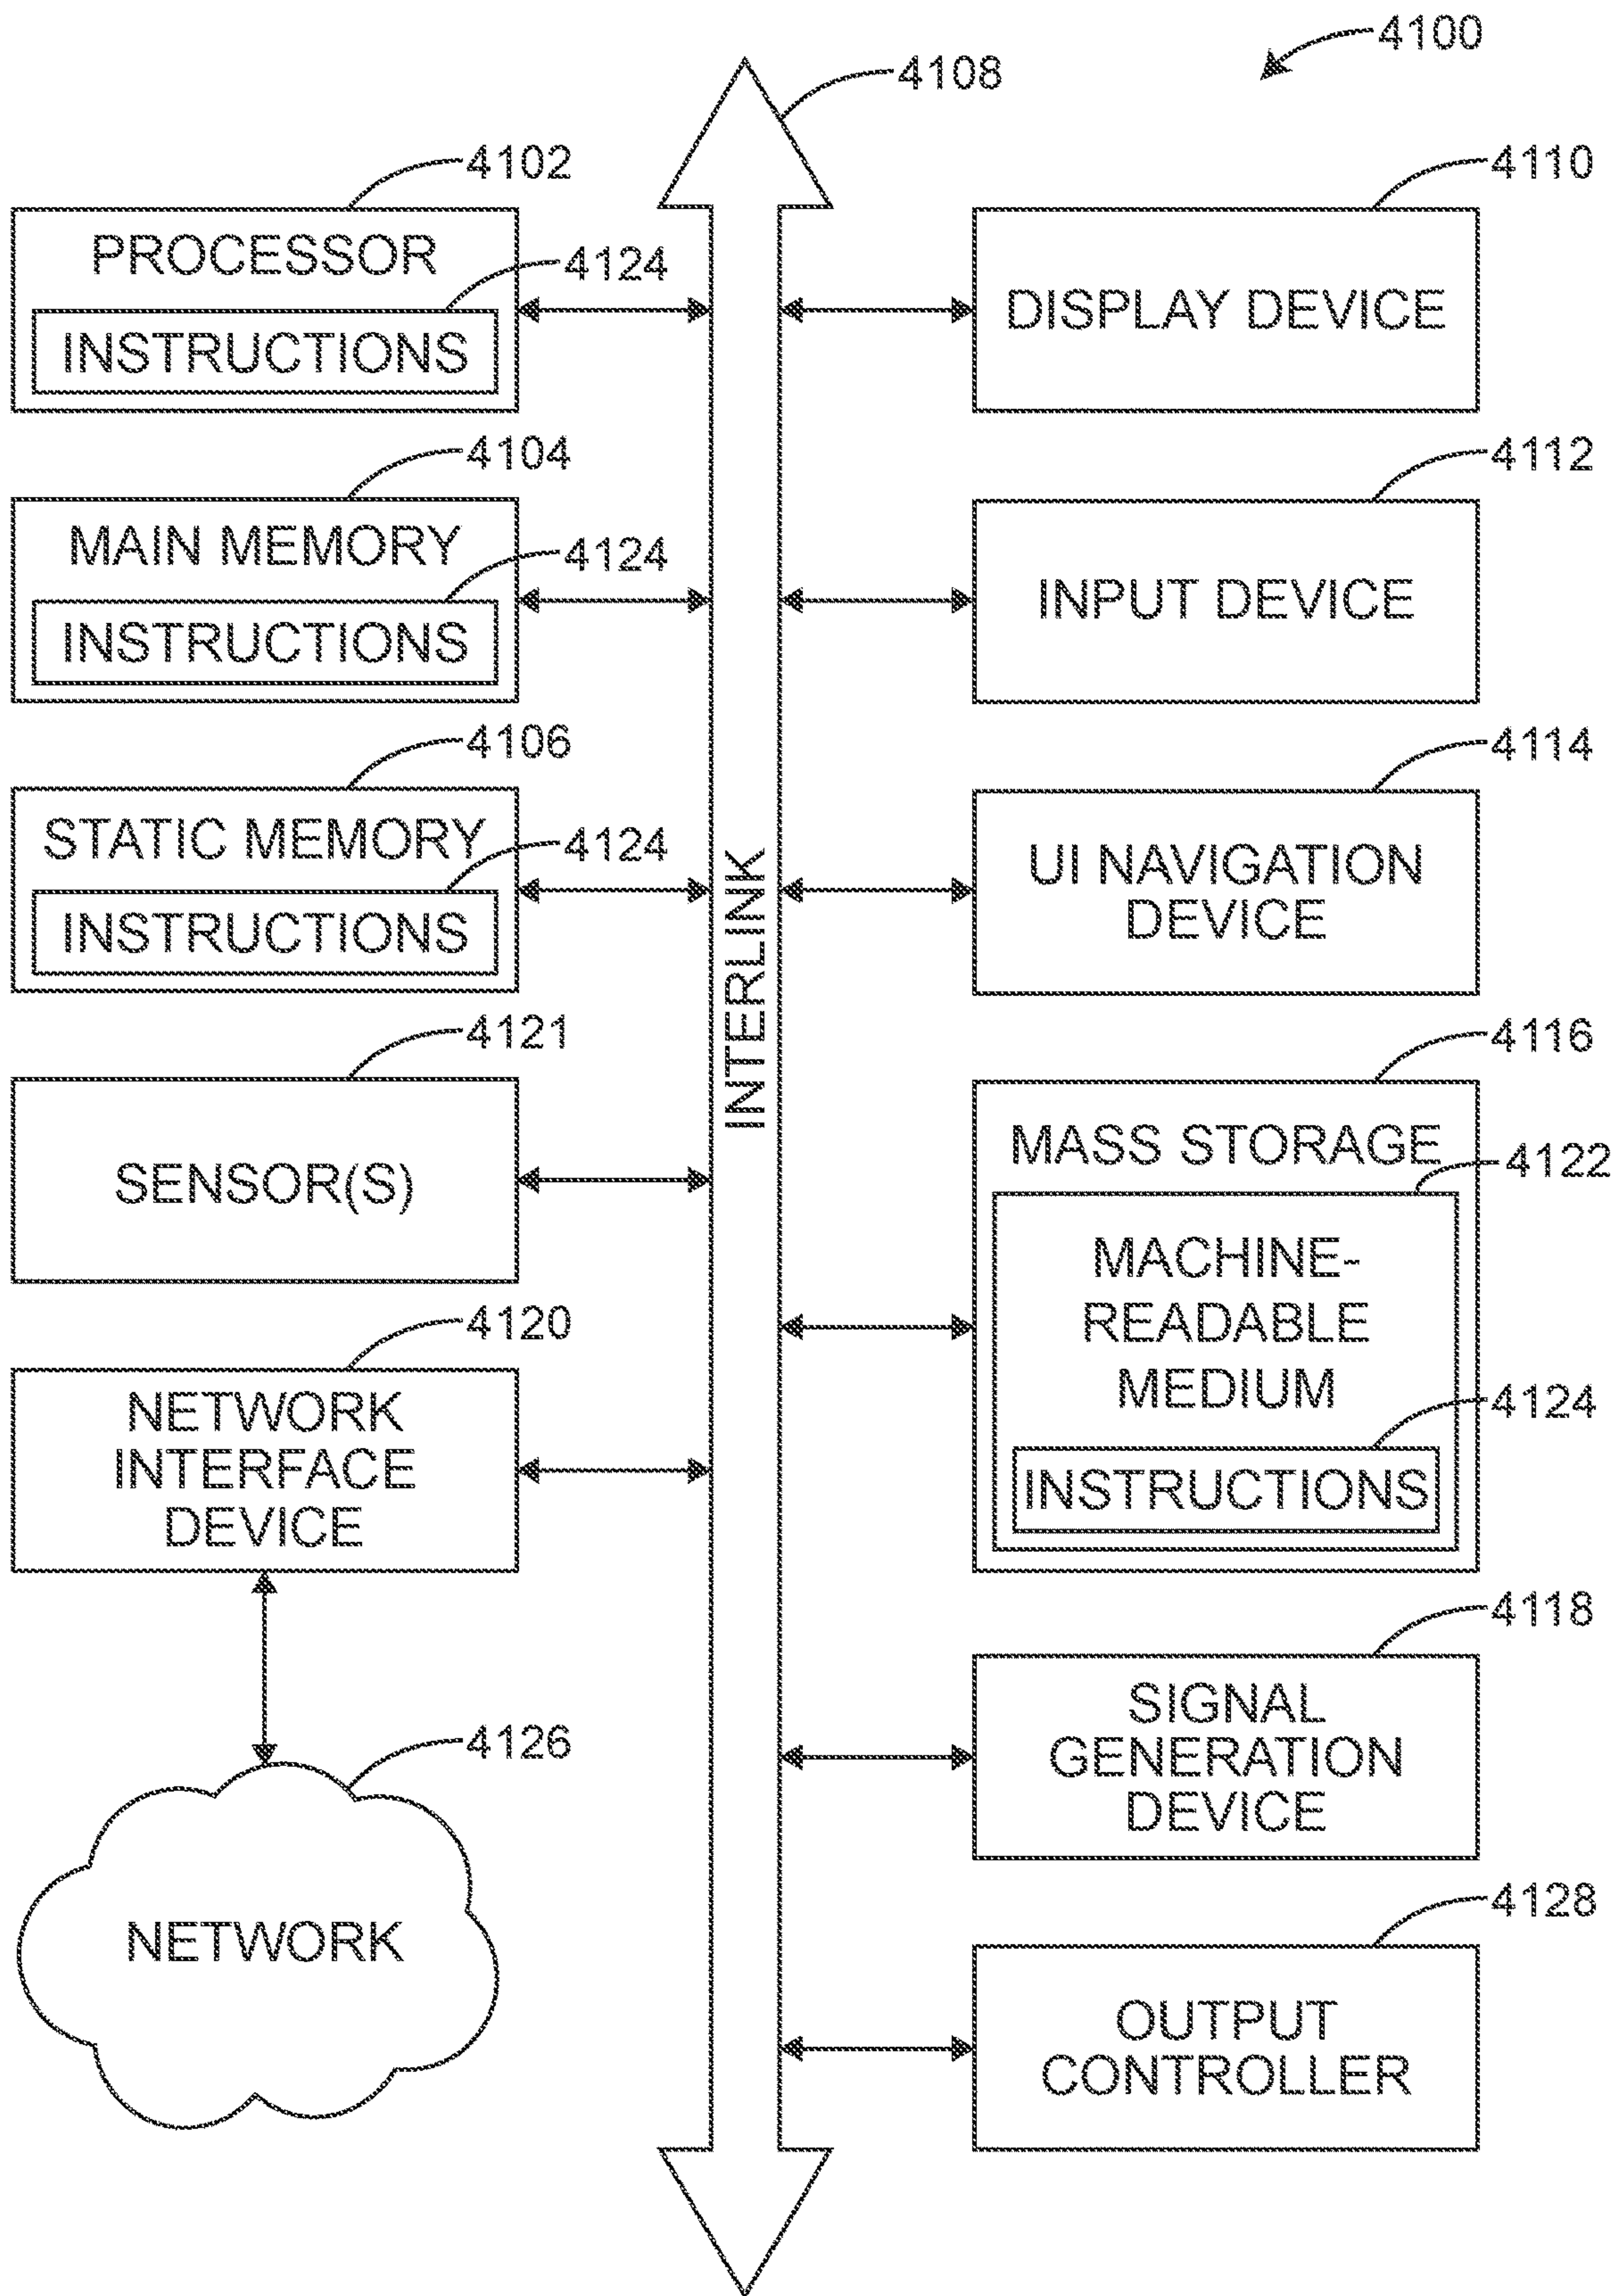 4100
4108
4102
PROCESSOR
4124
INSTRUCTIONS
4104
MAIN MEMORY
4124
INSTRUCTIONS
4106
STATIC MEMORY
4124
INSTRUCTIONS
4121
SENSOR(S)
4120
NETWORK
INTERFACE
DEVICE
4126
NETWORK
INTERLINK
4110
DISPLAY DEVICE
4112
INPUT DEVICE
4114
UI NAVIGATION
DEVICE
4116
MASS STORAGE
4122
MACHINE-
READABLE
MEDIUM
4124
INSTRUCTIONS
4118
SIGNAL
GENERATION
DEVICE
4128
OUTPUT
CONTROLLER